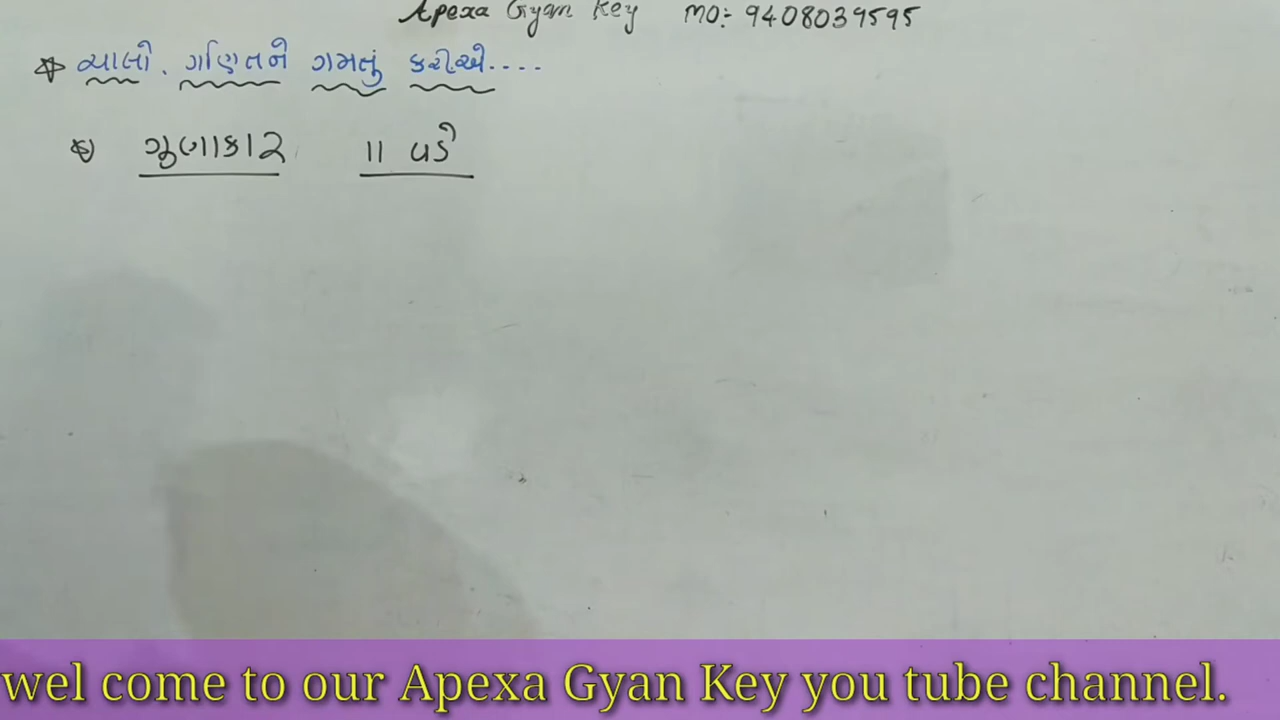 Apexa Gyan Key MO:- 9408039595
ચાલો. ગણિતને ગમતું કરીએ....
ગુણાકાર 11 વડે
wel come to our Apexa Gyan Key you tube channel.